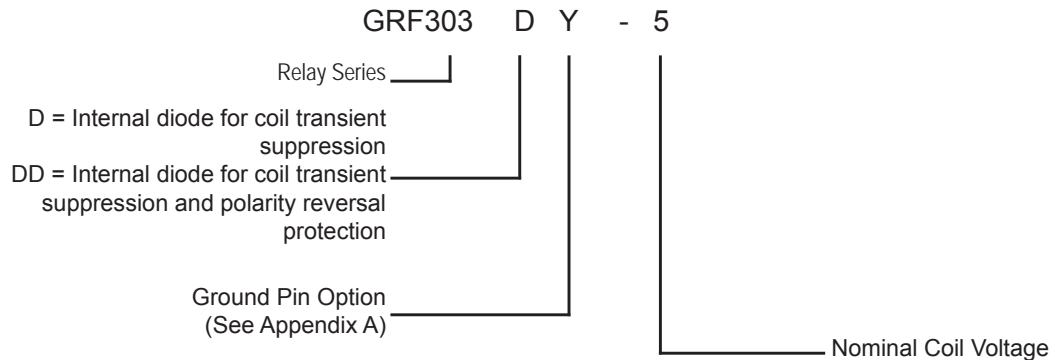 GRF303 D Y - 5
Relay Series
D = Internal diode for coil transient
suppression
DD = Internal diode for coil transient
suppression and polarity reversal
protection
Ground Pin Option
(See Appendix A)
Nominal Coil Voltage